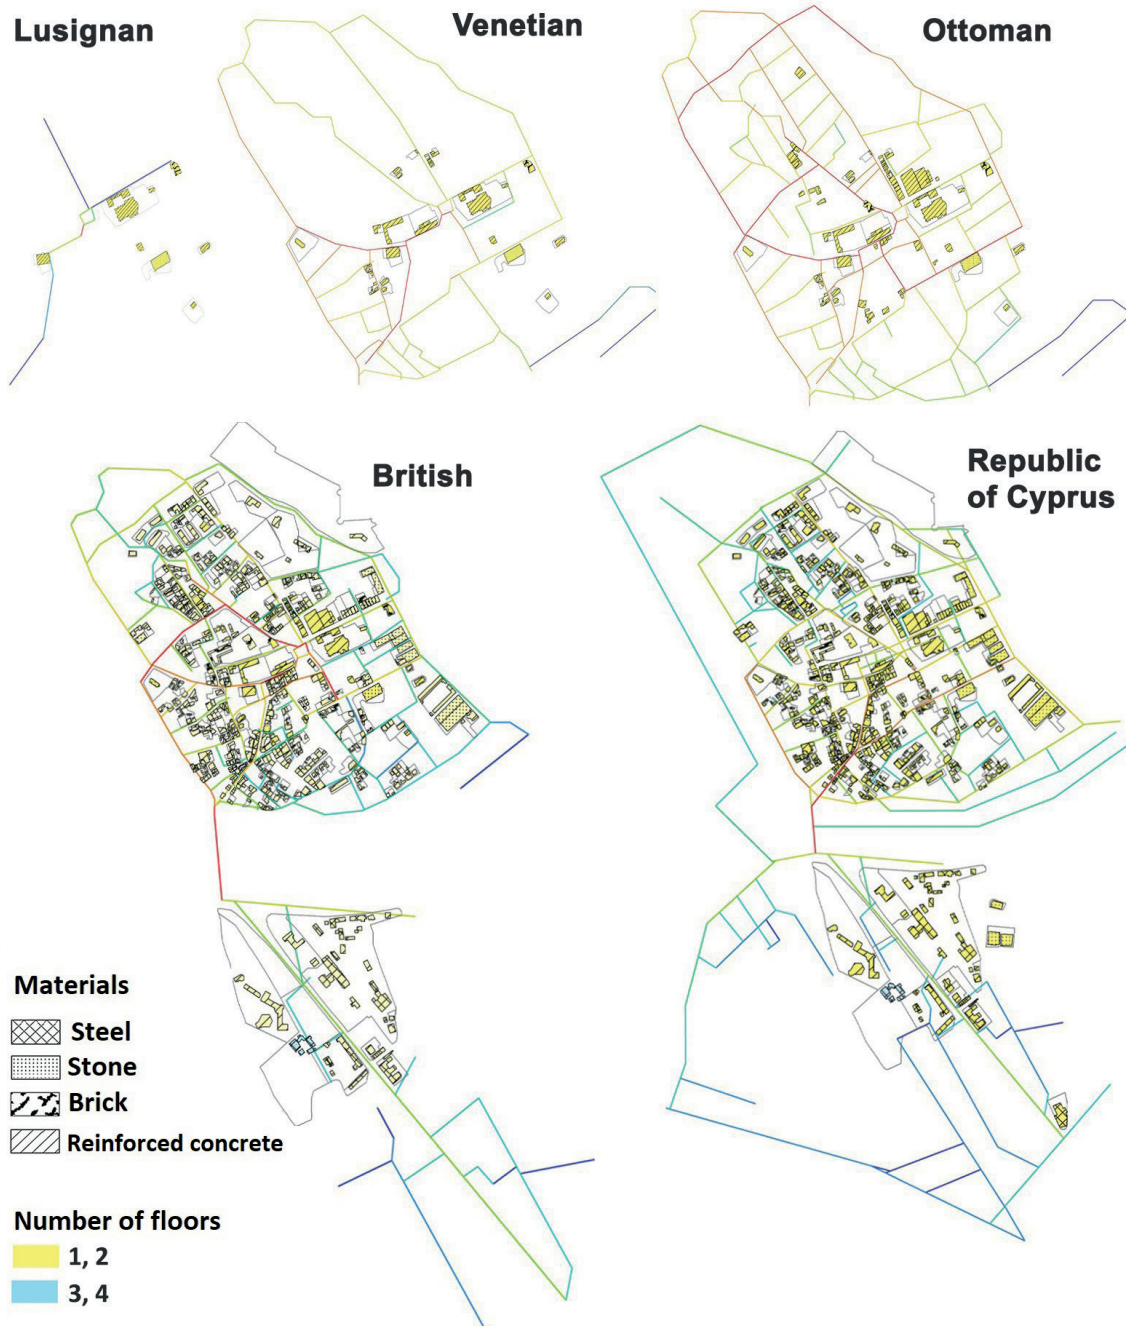 Lusignan
Venetian
Ottoman
British
Republic
of Cyprus
Materials
Steel
Stone
Brick
Reinforced concrete
Number of floors
1, 2
3, 4